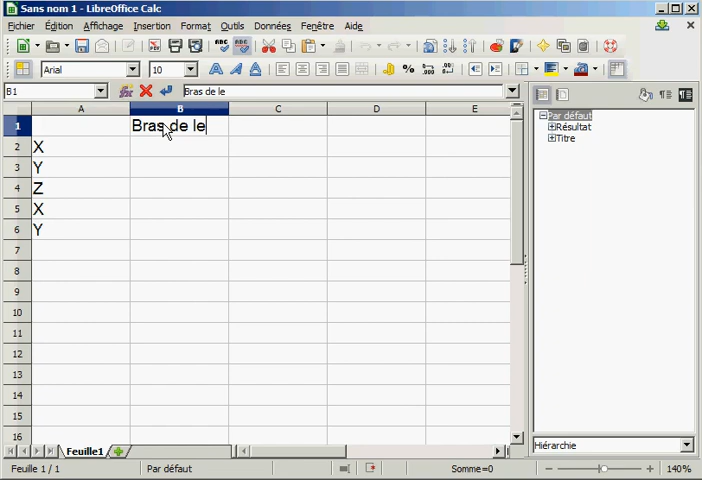 Sans nom 1 - LibreOffice Calc
Fichier Édition Affichage Insertion Format Outils Données Fenêtre Aide
Arial 10
B1 Bras de le
A B C D E
1 Bras de le
2 X
3 Y
4 Z
5 X
6 Y
7
8
9
10
11
12
13
14
15
16
Par défaut
Résultat
Titre
Hiérarchie
Feuille1
Feuille 1 / 1 Par défaut Somme=0 140%